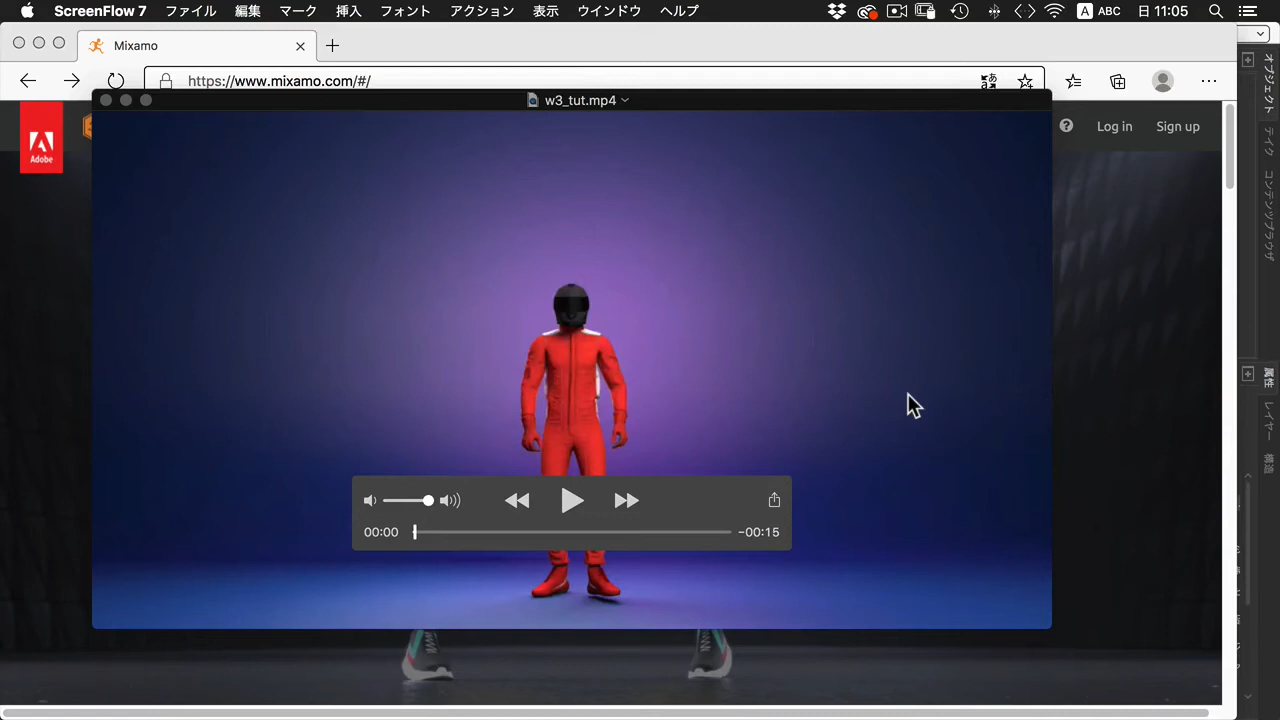 ScreenFlow 7 ファイル 編集 マーク 挿入 フォント アクション 表示 ウインドウ ヘルプ A ABC 日 11:05
Mixamo
https://www.mixamo.com/#/
w3_tut.mp4
Adobe
Log in Sign up
00:00 -00:15
オブジェクト
テイク
コンテンツブラウザ
属性
レイヤー
構造